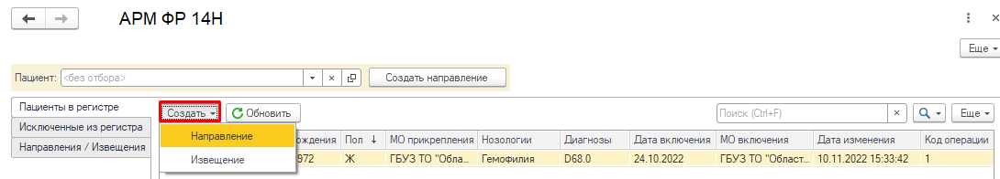 АРМ ФР 14Н
Еще
Пациент: <без отбора> Создать направление
Пациенты в регистре
Исключенные из регистра
Направления / Извещения
Создать Обновить Поиск (Ctrl+F) Еще
Направление
Извещение
ождения Пол МО прикрепления Нозологии Диагнозы Дата включения МО включения Дата изменения Код операции
972 Ж ГБУЗ ТО "Обла... Гемофилия D68.0 24.10.2022 ГБУЗ ТО "Област... 10.11.2022 15:33:42 1